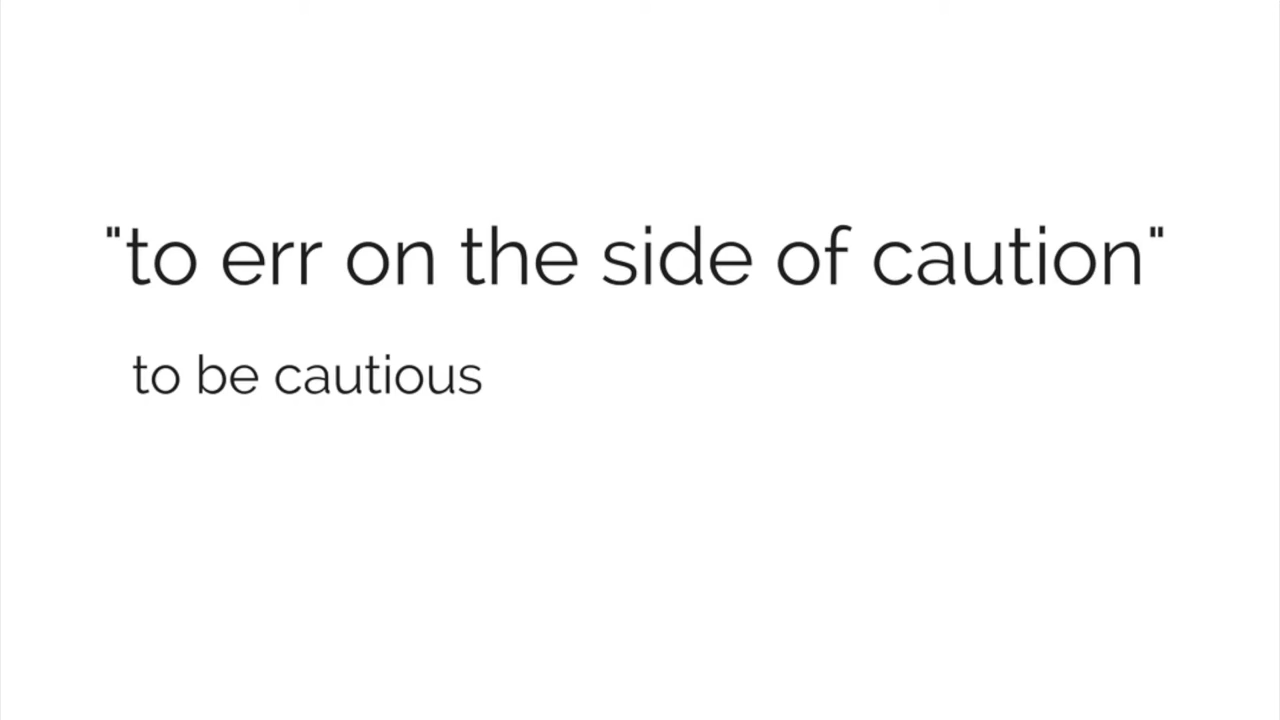 "to err on the side of caution"
to be cautious